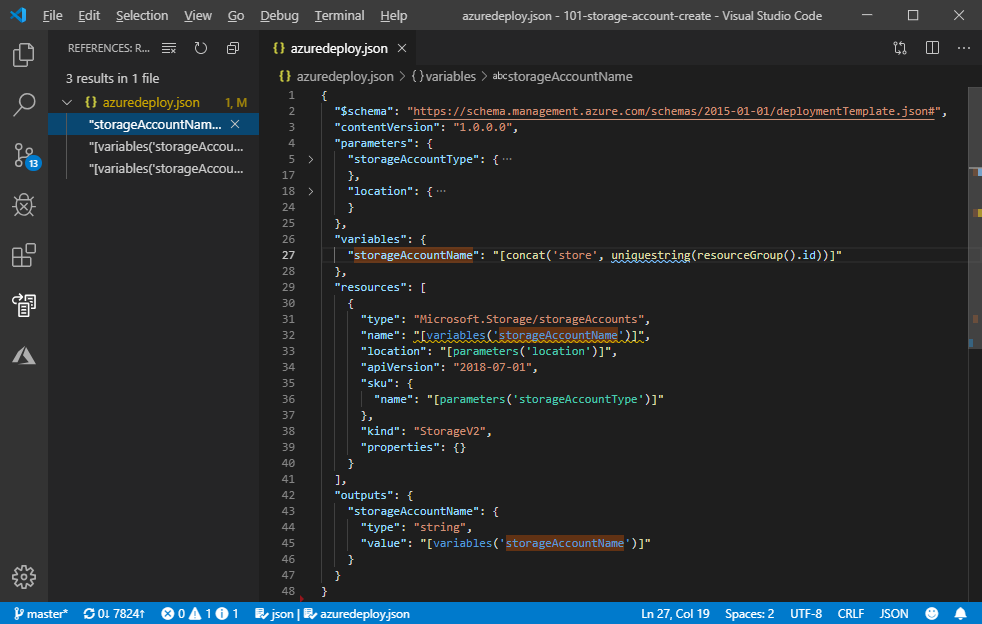 File Edit Selection View Go Debug Terminal Help azuredeploy.json - 101-storage-account-create - Visual Studio Code
REFERENCES: R...
3 results in 1 file
{} azuredeploy.json 1, M
"storageAccountNam...
"[variables('storageAccou...
"[variables('storageAccou...
13
{} azuredeploy.json
{} azuredeploy.json > {} variables > abc storageAccountName
1 {
2 "$schema": "https://schema.management.azure.com/schemas/2015-01-01/deploymentTemplate.json#",
3 "contentVersion": "1.0.0.0",
4 "parameters": {
5 > "storageAccountType": { ...
17 },
18 > "location": { ...
24 }
25 },
26 "variables": {
27 "storageAccountName": "[concat('store', uniquestring(resourceGroup().id))]"
28 },
29 "resources": [
30 {
31 "type": "Microsoft.Storage/storageAccounts",
32 "name": "[variables('storageAccountName')]",
33 "location": "[parameters('location')]",
34 "apiVersion": "2018-07-01",
35 "sku": {
36 "name": "[parameters('storageAccountType')]"
37 },
38 "kind": "StorageV2",
39 "properties": {}
40 }
41 ],
42 "outputs": {
43 "storageAccountName": {
44 "type": "string",
45 "value": "[variables('storageAccountName')]"
46 }
47 }
48 }
master* 0↓ 7824↑ 0 1 1 json | azuredeploy.json Ln 27, Col 19 Spaces: 2 UTF-8 CRLF JSON